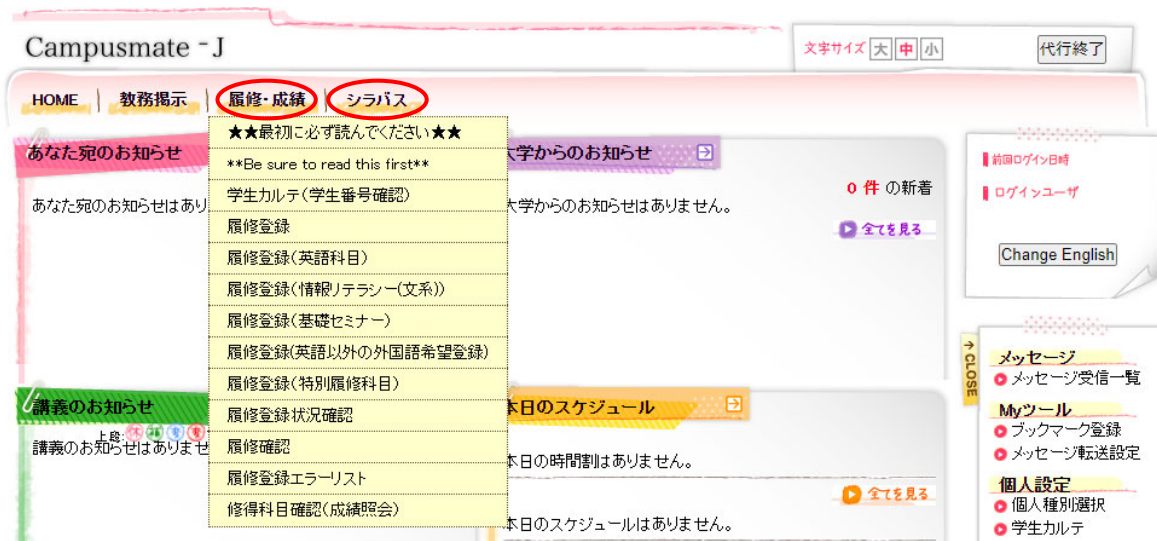 Campusmate-J
文字サイズ 大 中 小
代行終了
HOME 教務掲示 履修・成績 シラバス
★★最初に必ず読んでください★★
**Be sure to read this first**
学生カルテ(学生番号確認)
履修登録
履修登録(英語科目)
履修登録(情報リテラシー(文系))
履修登録(基礎セミナー)
履修登録(英語以外の外国語希望登録)
履修登録(特別履修科目)
履修登録状況確認
履修確認
履修登録エラーリスト
修得科目確認(成績照会)
あなた宛のお知らせ
あなた宛のお知らせはあり
大学からのお知らせ
0 件 の新着
大学からのお知らせはありません。
全てを見る
講義のお知らせ
上段:休補
講義のお知らせはありませ
本日のスケジュール
本日の時間割はありません。
全てを見る
本日のスケジュールはありません。
前回ログイン日時
ログインユーザ
Change English
→ CLOSE
メッセージ
メッセージ受信一覧
Myツール
ブックマーク登録
メッセージ転送設定
個人設定
個人種別選択
学生カルテ